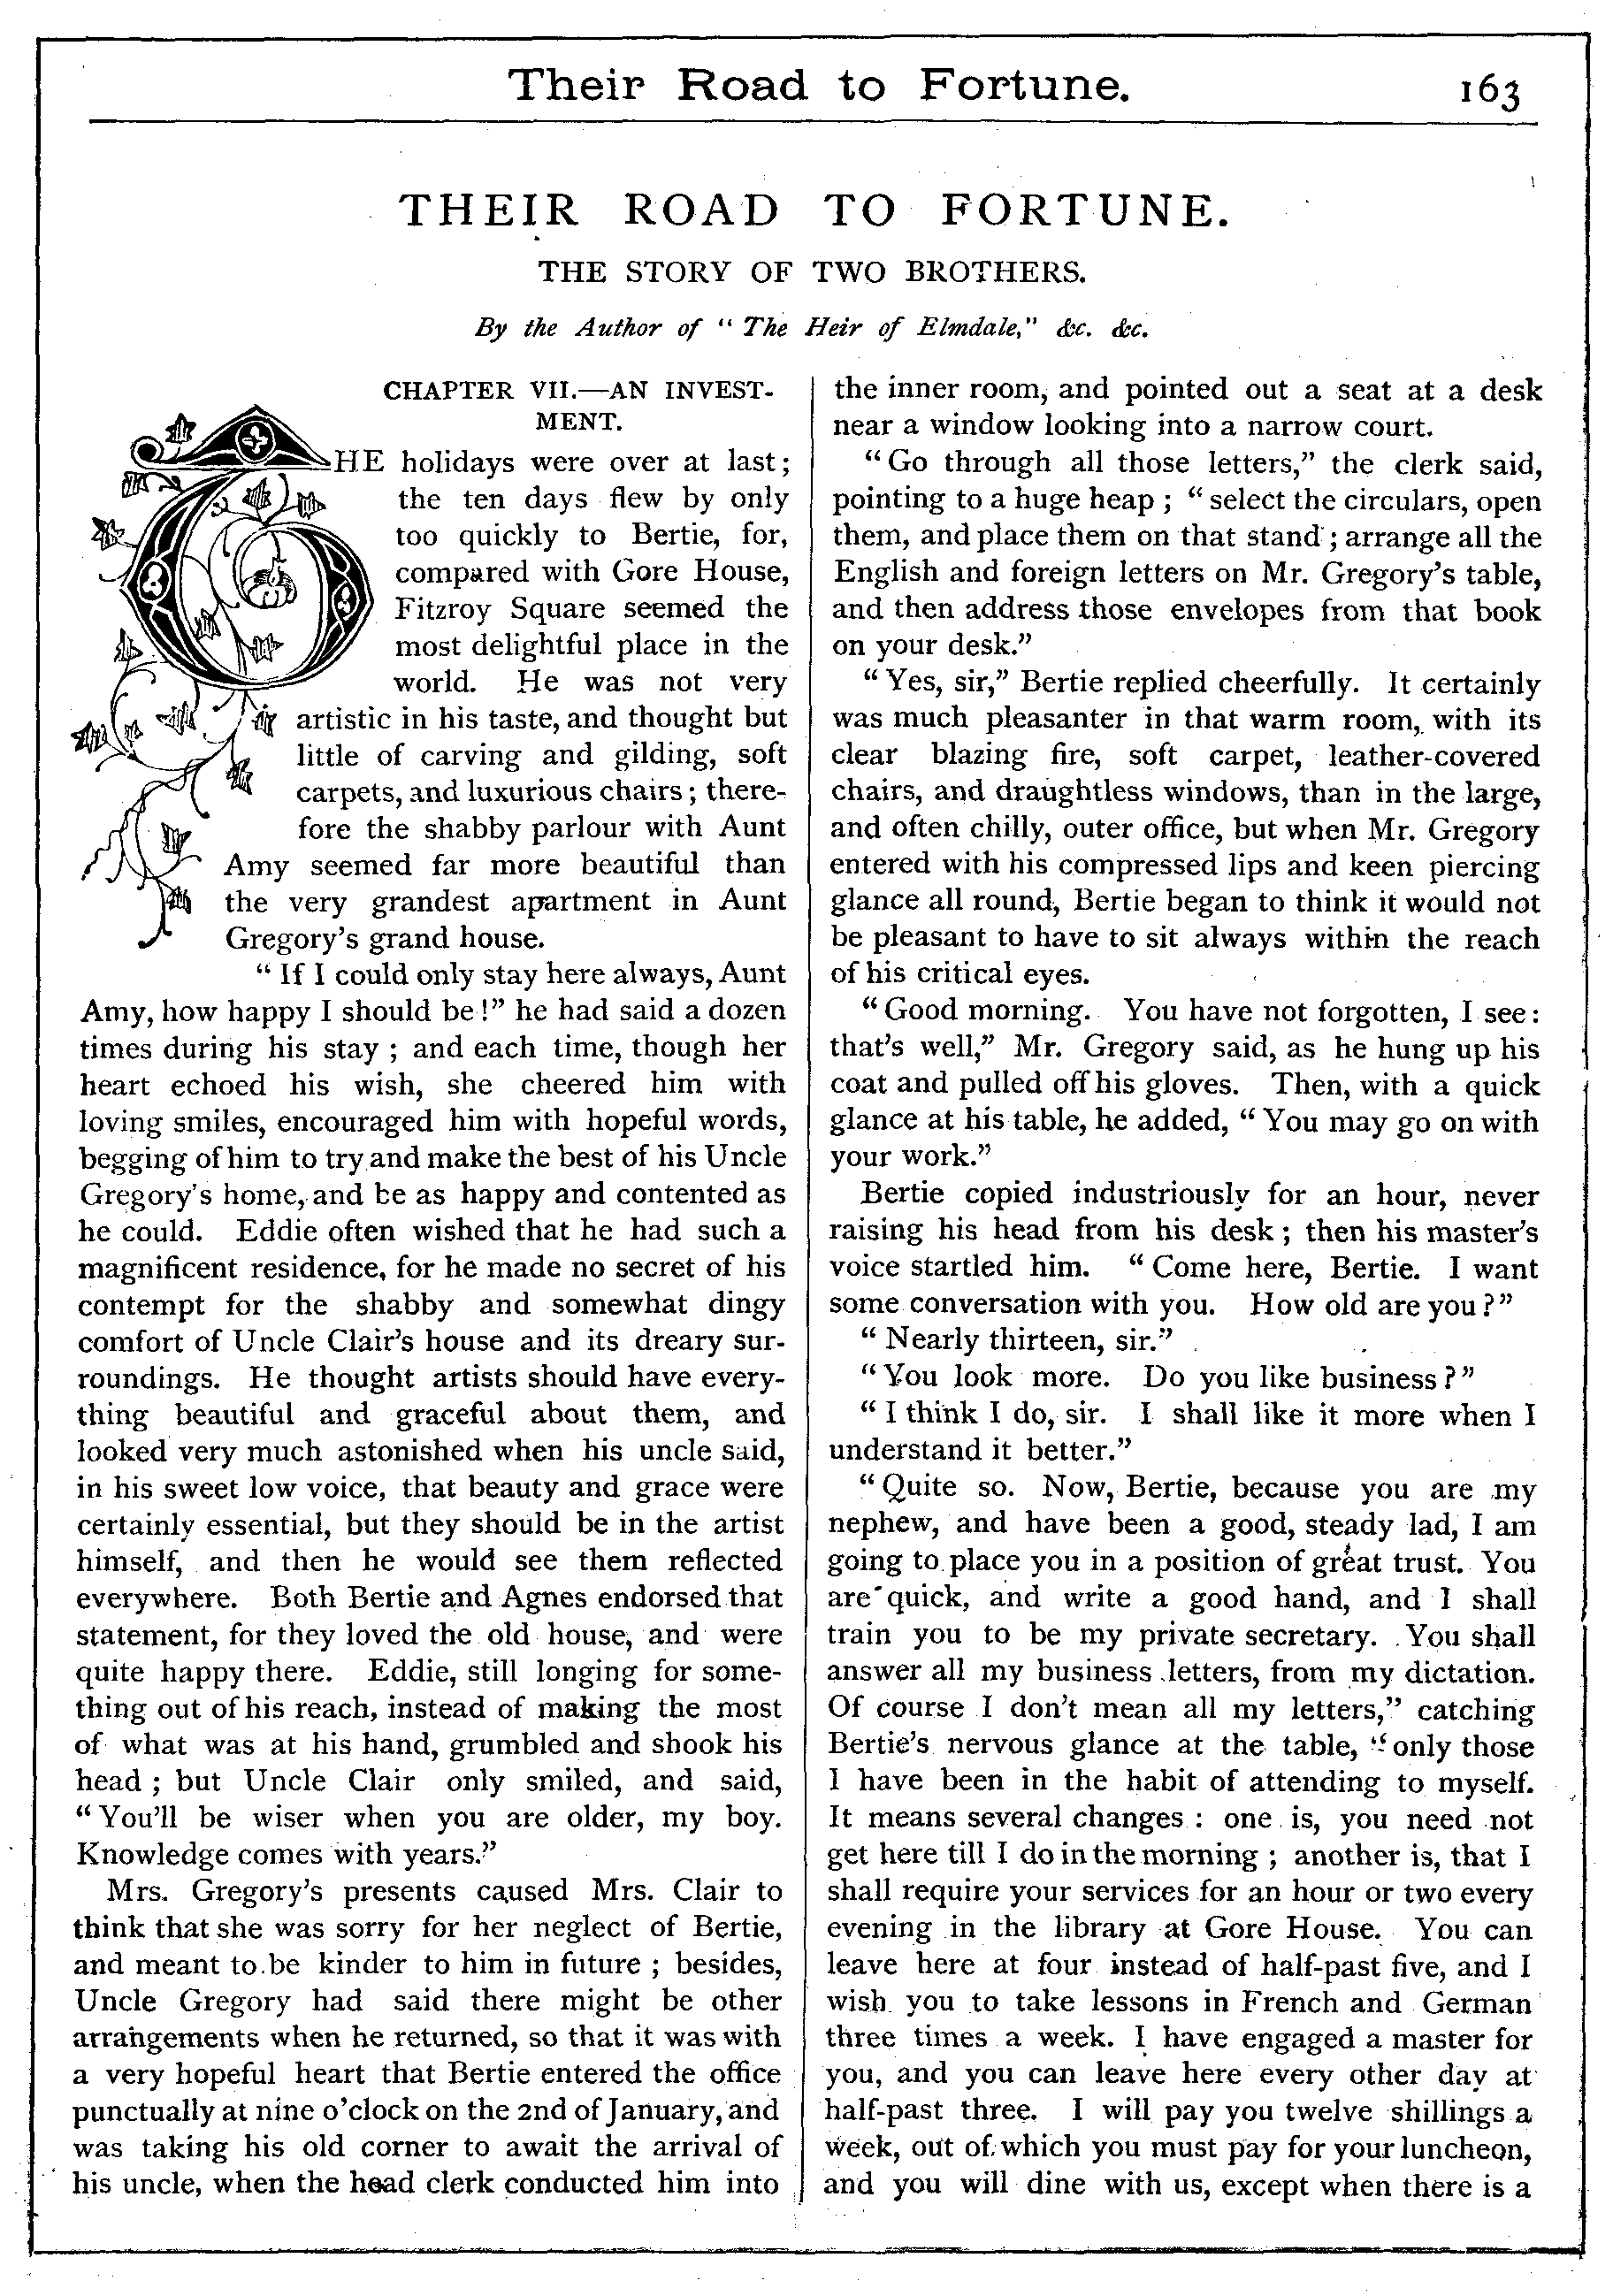 Their Road to Fortune.
163
THEIR ROAD TO FORTUNE.
THE STORY OF TWO BROTHERS.
By the Author of “ The Heir of Elmdale,” &c. &c.
CHAPTER VII.—AN INVEST-
MENT.
THE holidays were over at last;
the ten days flew by only
too quickly to Bertie, for,
compared with Gore House,
Fitzroy Square seemed the
most delightful place in the
world. He was not very
artistic in his taste, and thought but
little of carving and gilding, soft
carpets, and luxurious chairs; there-
fore the shabby parlour with Aunt
Amy seemed far more beautiful than
the very grandest apartment in Aunt
Gregory’s grand house.
“ If I could only stay here always, Aunt
Amy, how happy I should be!” he had said a dozen
times during his stay ; and each time, though her
heart echoed his wish, she cheered him with
loving smiles, encouraged him with hopeful words,
begging of him to try and make the best of his Uncle
Gregory’s home, and be as happy and contented as
he could. Eddie often wished that he had such a
magnificent residence, for he made no secret of his
contempt for the shabby and somewhat dingy
comfort of Uncle Clair’s house and its dreary sur-
roundings. He thought artists should have every-
thing beautiful and graceful about them, and
looked very much astonished when his uncle said,
in his sweet low voice, that beauty and grace were
certainly essential, but they should be in the artist
himself, and then he would see them reflected
everywhere. Both Bertie and Agnes endorsed that
statement, for they loved the old house, and were
quite happy there. Eddie, still longing for some-
thing out of his reach, instead of making the most
of what was at his hand, grumbled and shook his
head ; but Uncle Clair only smiled, and said,
“ You’ll be wiser when you are older, my boy.
Knowledge comes with years.”
Mrs. Gregory’s presents caused Mrs. Clair to
think that she was sorry for her neglect of Bertie,
and meant to be kinder to him in future ; besides,
Uncle Gregory had said there might be other
arrangements when he returned, so that it was with
a very hopeful heart that Bertie entered the office
punctually at nine o’clock on the 2nd of January, and
was taking his old corner to await the arrival of
his uncle, when the head clerk conducted him into
the inner room, and pointed out a seat at a desk
near a window looking into a narrow court.
“ Go through all those letters,” the clerk said,
pointing to a huge heap ; “ select the circulars, open
them, and place them on that stand ; arrange all the
English and foreign letters on Mr. Gregory’s table,
and then address those envelopes from that book
on your desk.”
“ Yes, sir,” Bertie replied cheerfully. It certainly
was much pleasanter in that warm room, with its
clear blazing fire, soft carpet, leather-covered
chairs, and draughtless windows, than in the large,
and often chilly, outer office, but when Mr. Gregory
entered with his compressed lips and keen piercing
glance all round, Bertie began to think it would not
be pleasant to have to sit always within the reach
of his critical eyes.
“ Good morning. You have not forgotten, I see:
that’s well,” Mr. Gregory said, as he hung up his
coat and pulled off his gloves. Then, with a quick
glance at his table, he added, “ You may go on with
your work.”
Bertie copied industriously for an hour, never
raising his head from his desk ; then his master’s
voice startled him. “ Come here, Bertie. I want
some conversation with you. How old are you?”
“ Nearly thirteen, sir.”
“ You look more. Do you like business?”
“ I think I do, sir. I shall like it more when I
understand it better.”
“ Quite so. Now, Bertie, because you are my
nephew, and have been a good, steady lad, I am
going to place you in a position of great trust. You
are quick, and write a good hand, and I shall
train you to be my private secretary. You shall
answer all my business letters, from my dictation.
Of course I don’t mean all my letters,” catching
Bertie’s nervous glance at the table, “ only those
I have been in the habit of attending to myself.
It means several changes : one is, you need not
get here till I do in the morning ; another is, that I
shall require your services for an hour or two every
evening in the library at Gore House. You can
leave here at four instead of half-past five, and I
wish you to take lessons in French and German
three times a week. I have engaged a master for
you, and you can leave here every other day at
half-past three. I will pay you twelve shillings a
week, out of which you must pay for your luncheon,
and you will dine with us, except when there is a